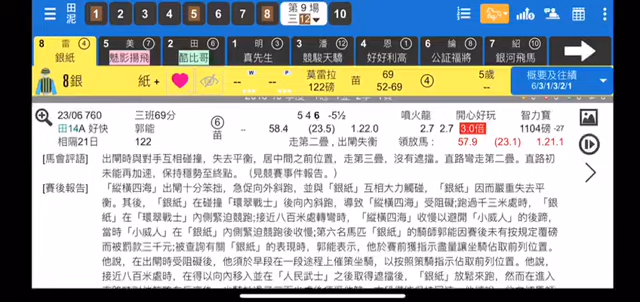 田泥
1 2 5 6 7 8
第 9 場
三 12
10
8 雷 4
銀紙
5 美 7
魅影揚飛
2 田 6
酷比哥
1 明 3
真先生
3 潘 12
競駿天驕
4 蘇 10
好好利高
6 綸 8
公証福將
7 紹 9
銀河飛馬
8銀 紙+
W P
-- --
莫雷拉
122磅
苗
69
52-69
4
5歲
--
概要及往績
6/3/1/3/2/1
23/06 760 三班69分 6 5 4 6 -5½ 噴火龍 開心好玩 智力寶
田14A 好快 郭能 苗 -- 58.4 (23.5) 1.22.0 2.7 2.7 3.0倍 1104磅 -27
相隔21日 122 走第二疊, 出閘失衡 領放馬: 57.9 (23.1) 1.21.1
[馬會評語] 出閘時與對手互相碰撞, 失去平衡, 居中間之前位置, 走第三疊, 沒有遮擋。直路彎走第二疊。直路初
未能再加速, 保持穩勢至終點。 (見競賽事件報告。)
[賽後報告] 「縱橫四海」出閘十分笨拙, 急促向外斜跑, 並與「銀紙」互相大力觸碰, 「銀紙」因而嚴重失去平
衡。其後, 「銀紙」在碰撞「環翠戰士」後向內斜跑, 導致「縱橫四海」受阻礙;跑過千三米處時, 「銀
紙」在「環翠戰士」內側緊迫競跑;接近八百米處轉彎時, 「縱橫四海」收慢以避開「小威人」的後蹄,
當時「小威人」在「銀紙」內側緊迫競跑後收慢;第六名馬匹「銀紙」的騎師郭能因賽後未有按規定覆磅
而被罰款三千元;被查詢有關「銀紙」的表現時, 郭能表示, 他於賽前獲指示盡量讓坐騎佔取前列位置。
他說, 在出閘時受阻礙後, 他須於早段在一段途程上催策坐騎, 以按照策騎指示佔取前列位置。他說,
接近八百米處時, 在得以向內移入並在「人民武士」之後取得遮擋後, 「銀紙」放鬆來跑, 然而在進入